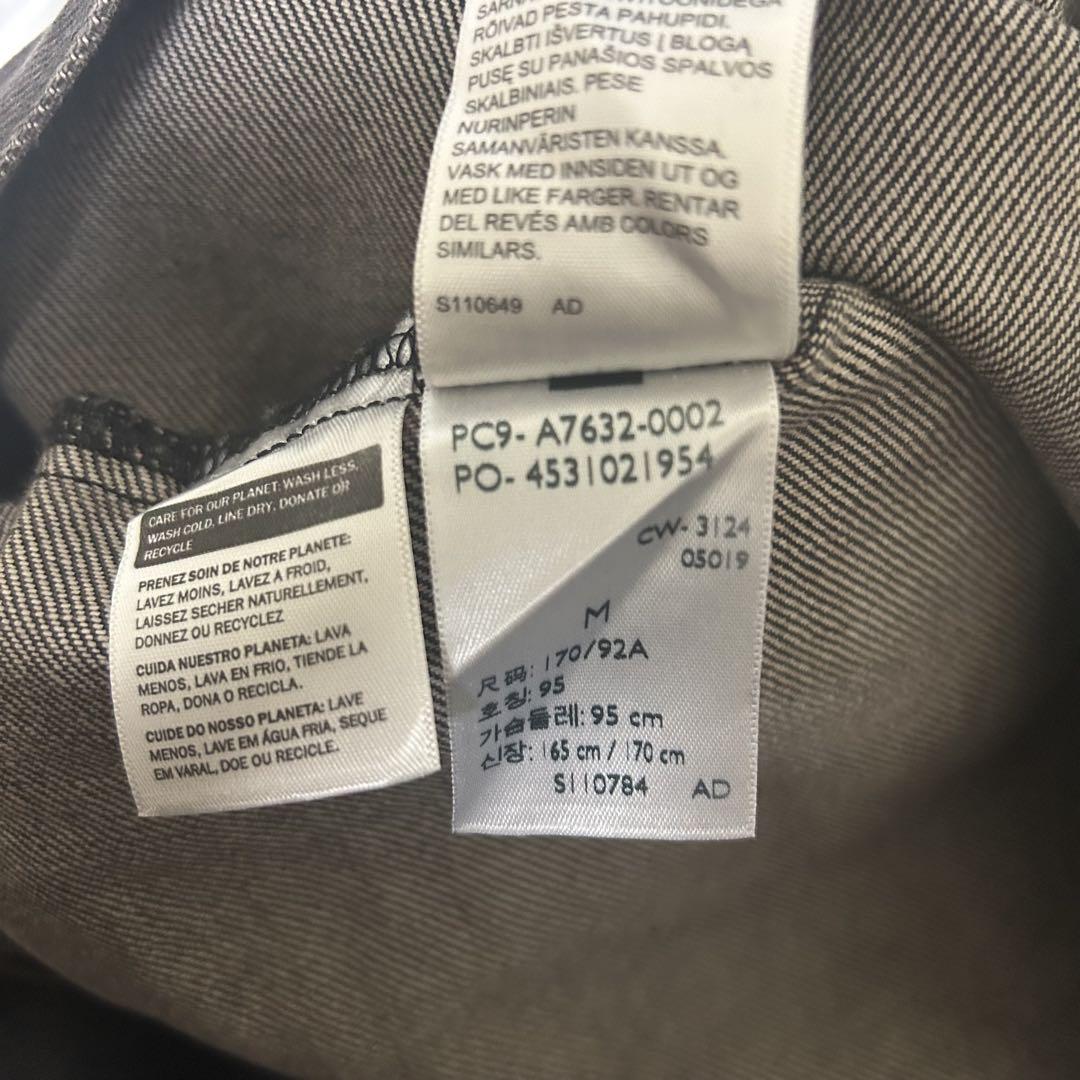 RÕIVAD PESTA PAHUPIDI.
SKALBTI IŠVERTUS Į BLOGĄ
PUSĘ SU PANAŠIOS SPALVOS
SKALBINIAIS. PESE
NURINPERIN
SAMANVÄRISTEN KANSSA.
VASK MED INNSIDEN UT OG
MED LIKE FARGER. RENTAR
DEL REVÉS AMB COLORS
SIMILARS.
S110649 AD
PC9- A7632-0002
PO- 4531021954
CW- 3124
05019
M
尺码: 170/92A
호칭: 95
가슴둘레: 95 cm
신장: 165 cm / 170 cm
S110784 AD
CARE FOR OUR PLANET: WASH LESS,
WASH COLD, LINE DRY, DONATE OR
RECYCLE
PRENEZ SOIN DE NOTRE PLANETE:
LAVEZ MOINS, LAVEZ A FROID,
LAISSEZ SECHER NATURELLEMENT,
DONNEZ OU RECYCLEZ
CUIDA NUESTRO PLANETA: LAVA
MENOS, LAVA EN FRIO, TIENDE LA
ROPA, DONA O RECICLA.
CUIDE DO NOSSO PLANETA: LAVE
MENOS, LAVE EM ÁGUA FRIA, SEQUE
EM VARAL, DOE OU RECICLE.